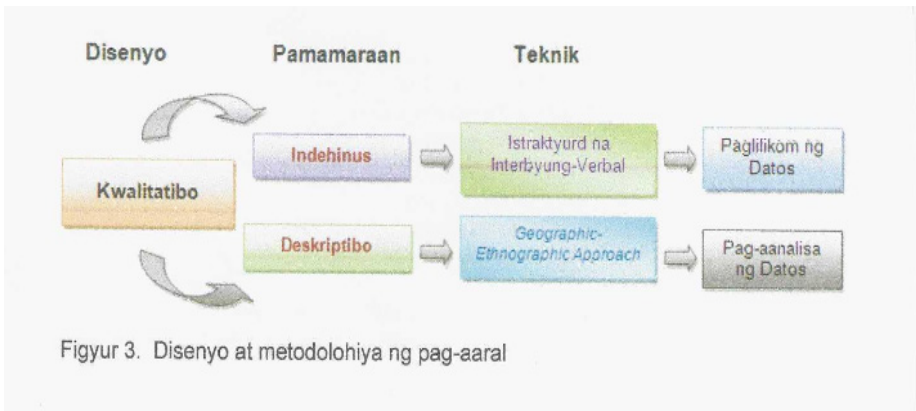 Disenyo
Pamamaraan
Teknik
Kwalitatibo
Indehinus
Istraktyurd na
Interbyung-Verbal
Paglilikom ng
Datos
Deskriptibo
Geographic-
Ethnographic Approach
Pag-aanalisa
ng Datos
Figyur 3. Disenyo at metodolohiya ng pag-aaral